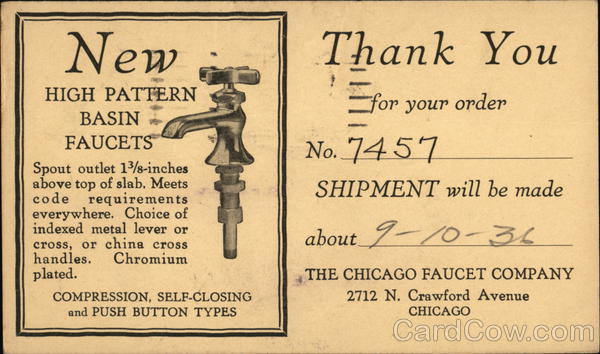 New
HIGH PATTERN
BASIN
FAUCETS
Spout outlet 1⅜-inches
above top of slab. Meets
code requirements
everywhere. Choice of
indexed metal lever or
cross, or china cross
handles. Chromium
plated.
COMPRESSION, SELF-CLOSING
and PUSH BUTTON TYPES
Thank You
for your order
No. 7457
SHIPMENT will be made
about 9-10-36
THE CHICAGO FAUCET COMPANY
2712 N. Crawford Avenue
CHICAGO
CardCow.com